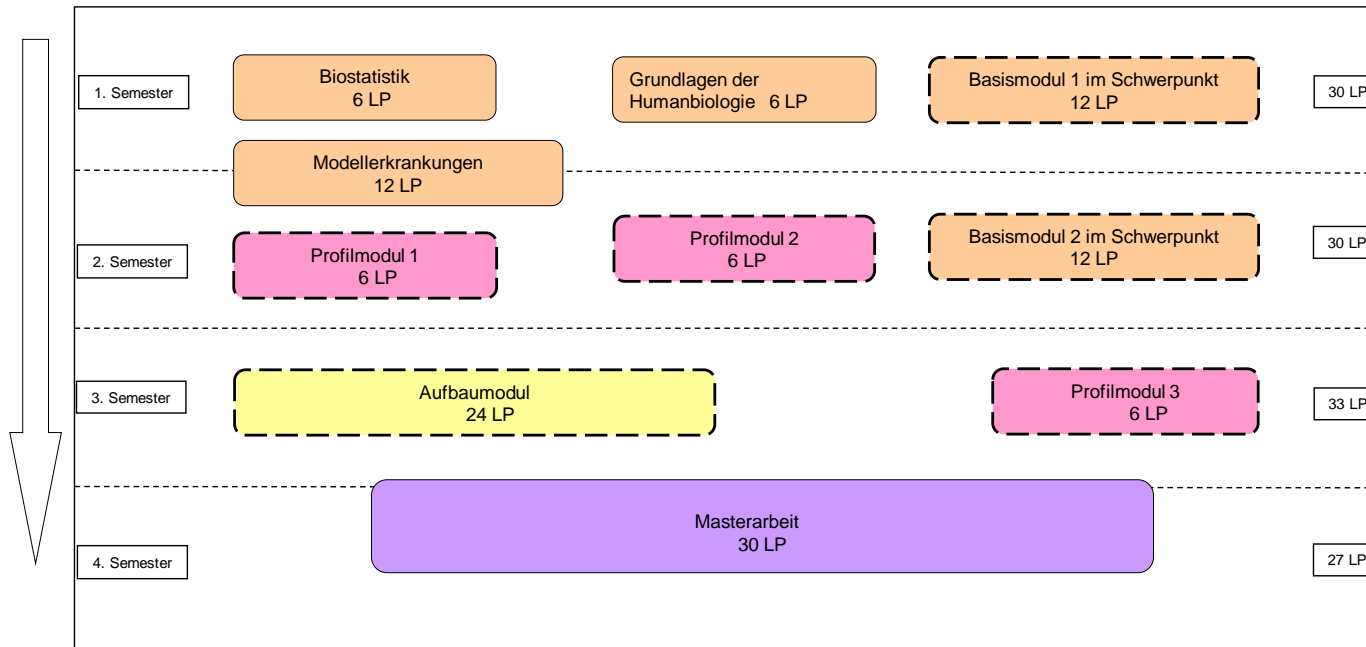 1. Semester
Biostatistik
6 LP
Grundlagen der
Humanbiologie 6 LP
Basismodul 1 im Schwerpunkt
12 LP
30 LP
Modellerkrankungen
12 LP
2. Semester
Profilmodul 1
6 LP
Profilmodul 2
6 LP
Basismodul 2 im Schwerpunkt
12 LP
30 LP
3. Semester
Aufbaumodul
24 LP
Profilmodul 3
6 LP
33 LP
4. Semester
Masterarbeit
30 LP
27 LP